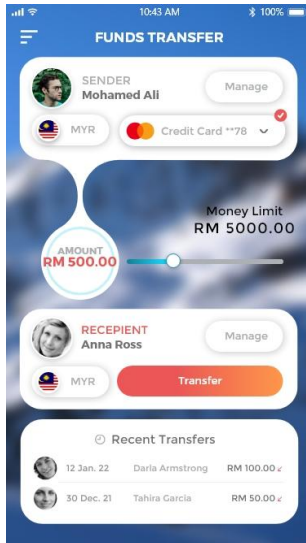 10:43 AM
100%
FUNDS TRANSFER
SENDER
Mohamed Ali
Manage
MYR
Credit Card **78
Money Limit
RM 5000.00
AMOUNT
RM 500.00
RECEPIENT
Anna Ross
Manage
MYR
Transfer
Recent Transfers
12 Jan. 22 Darla Armstrong RM 100.00
30 Dec. 21 Tahira Garcia RM 50.00